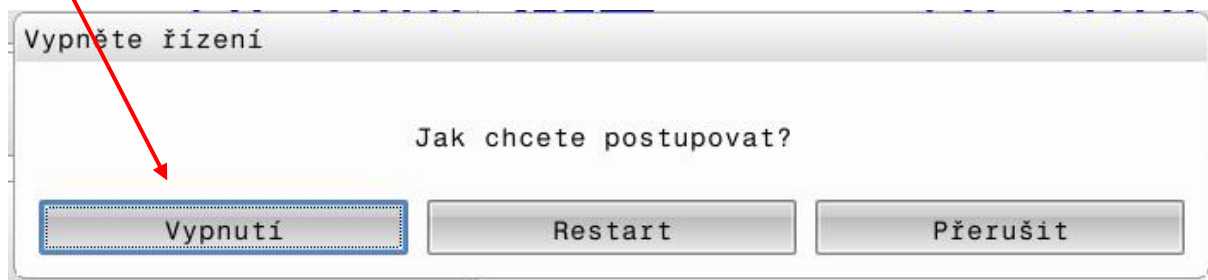 Vypněte řízení
Jak chcete postupovat?
Vypnutí Restart Přerušit